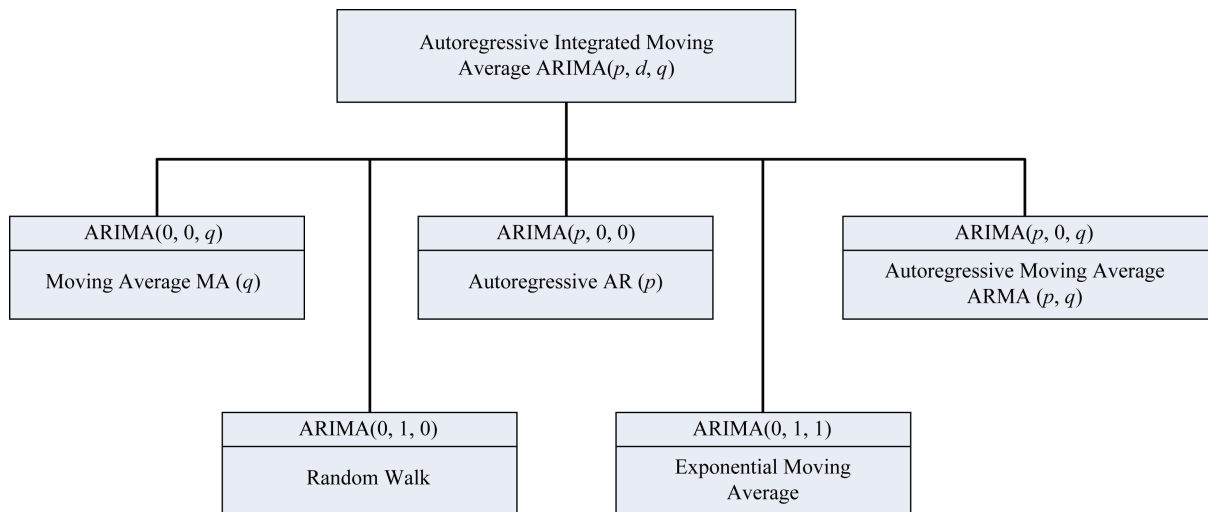 Autoregressive Integrated Moving
Average ARIMA(p, d, q)
ARIMA(0, 0, q)
Moving Average MA (q)
ARIMA(p, 0, 0)
Autoregressive AR (p)
ARIMA(p, 0, q)
Autoregressive Moving Average
ARMA (p, q)
ARIMA(0, 1, 0)
Random Walk
ARIMA(0, 1, 1)
Exponential Moving
Average